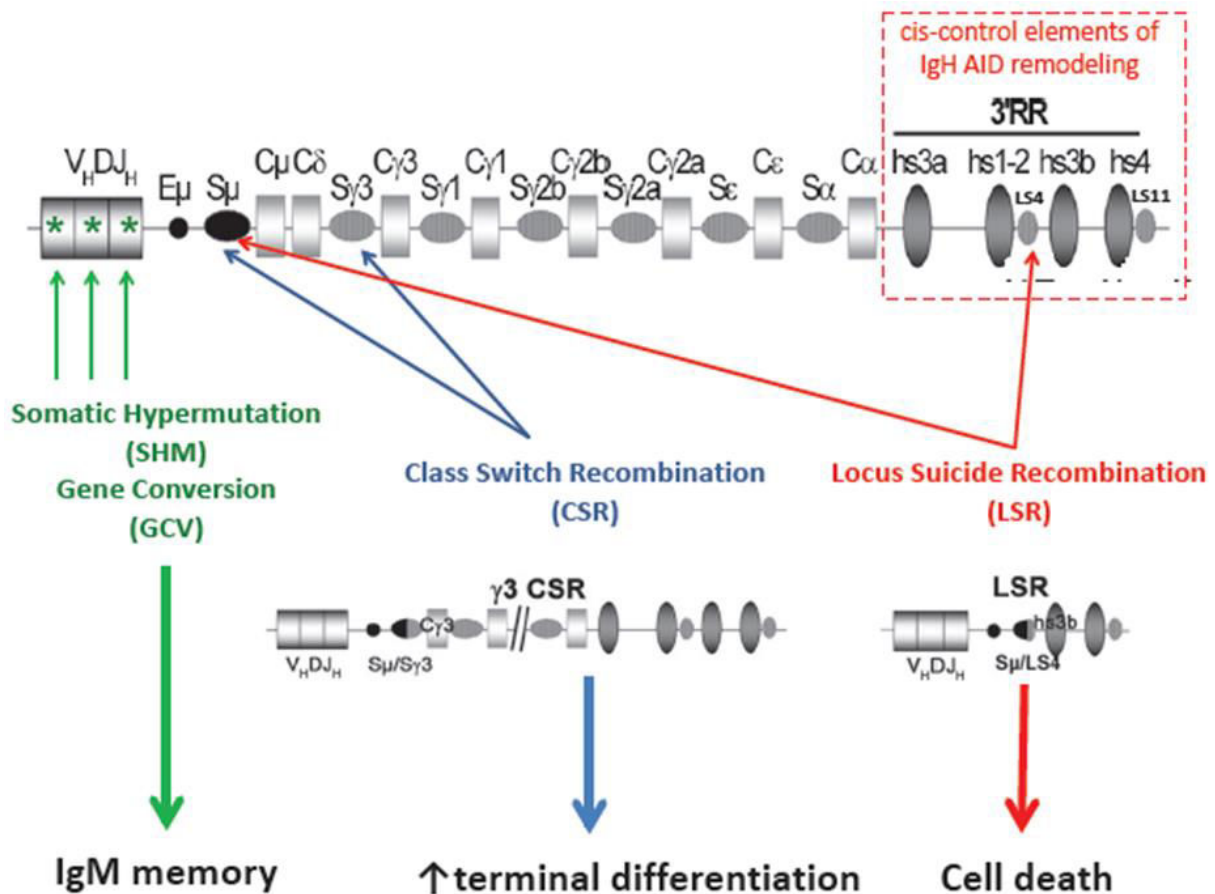 cis-control elements of
IgH AID remodeling
3'RR
VHDJH Eμ Sμ Cμ Cδ Sγ3 Cγ3 Sγ1 Cγ1 Sγ2b Cγ2b Sγ2a Cγ2a Sε Cε Sα Cα hs3a hs1-2 hs3b hs4
LS4 LS11
* * *
Somatic Hypermutation
(SHM)
Gene Conversion
(GCV)
Class Switch Recombination
(CSR)
Locus Suicide Recombination
(LSR)
γ3 CSR
Cγ3
VHDJH Sμ/Sγ3
LSR
hs3b
VHDJH Sμ/LS4
IgM memory
↑terminal differentiation
Cell death